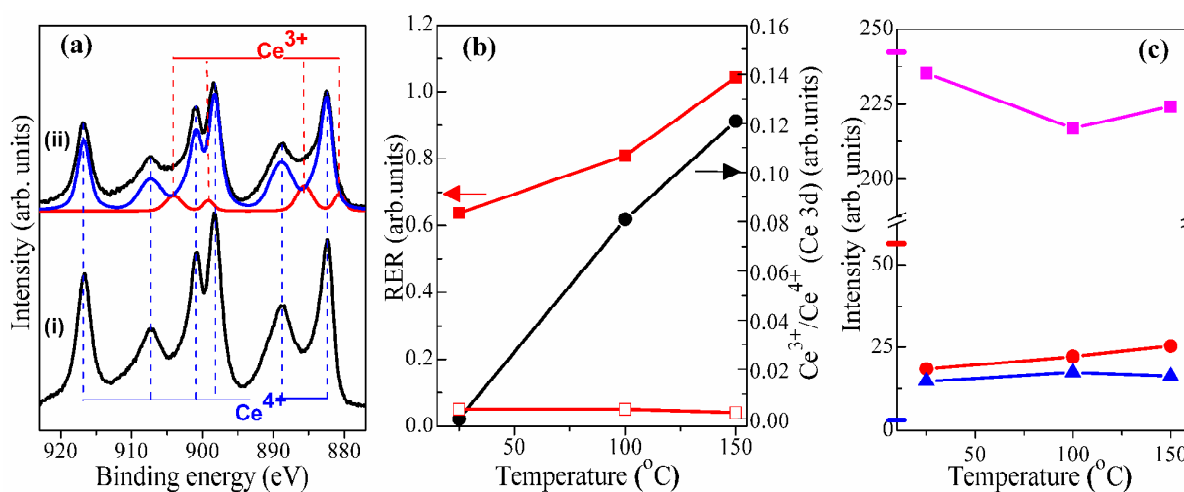 (a)
Ce3+
(ii)
(i)
Ce4+
Intensity (arb. units)
920 910 900 890 880
Binding energy (eV)
(b)
1.2
1.0
0.8
0.6
0.4
0.2
0.0
RER (arb.units)
0.16
0.14
0.12
0.10
0.08
0.06
0.04
0.02
0.00
Ce3+/Ce4+ (Ce 3d) (arb.units)
50 100 150
Temperature (oC)
(c)
250
225
200
50
25
0
Intensity (arb. units)
50 100 150
Temperature (oC)